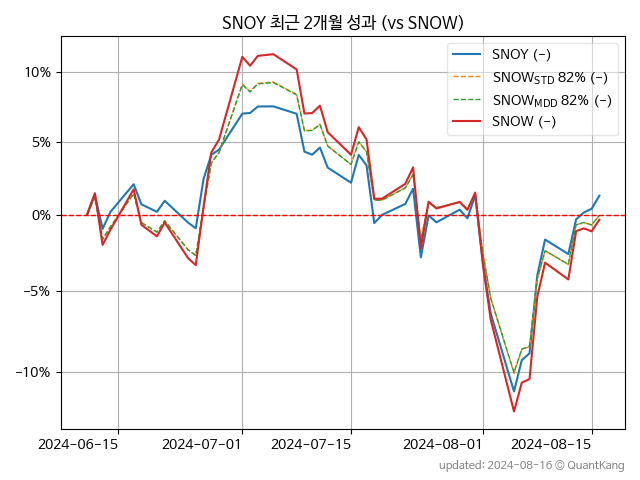 SNOY 최근 2개월 성과 (vs SNOW)
SNOY (-)
SNOW_STD 82% (-)
SNOW_MDD 82% (-)
SNOW (-)
10%
5%
0%
-5%
-10%
2024-06-15
2024-07-01
2024-07-15
2024-08-01
2024-08-15
updated: 2024-08-16 © QuantKang